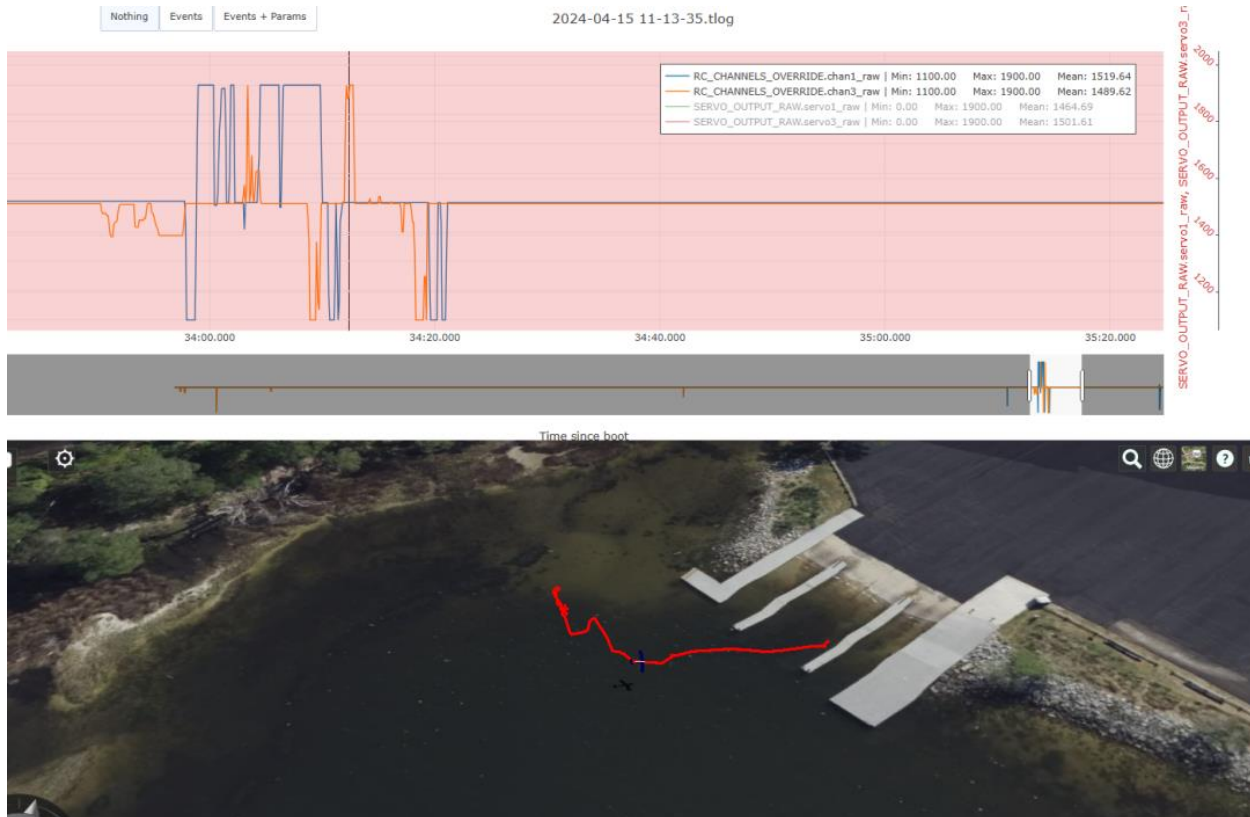 Nothing Events Events + Params
2024-04-15 11-13-35.tlog
RC_CHANNELS_OVERRIDE.chan1_raw | Min: 1100.00 Max: 1900.00 Mean: 1519.64
RC_CHANNELS_OVERRIDE.chan3_raw | Min: 1100.00 Max: 1900.00 Mean: 1489.62
SERVO_OUTPUT_RAW.servo1_raw | Min: 0.00 Max: 1900.00 Mean: 1464.69
SERVO_OUTPUT_RAW.servo3_raw | Min: 0.00 Max: 1900.00 Mean: 1501.61
SERVO_OUTPUT_RAW.servo1_raw, SERVO_OUTPUT_RAW.servo3_r
2000
1800
1600
1400
1200
34:00.000 34:20.000 34:40.000 35:00.000 35:20.000
Time since boot
?